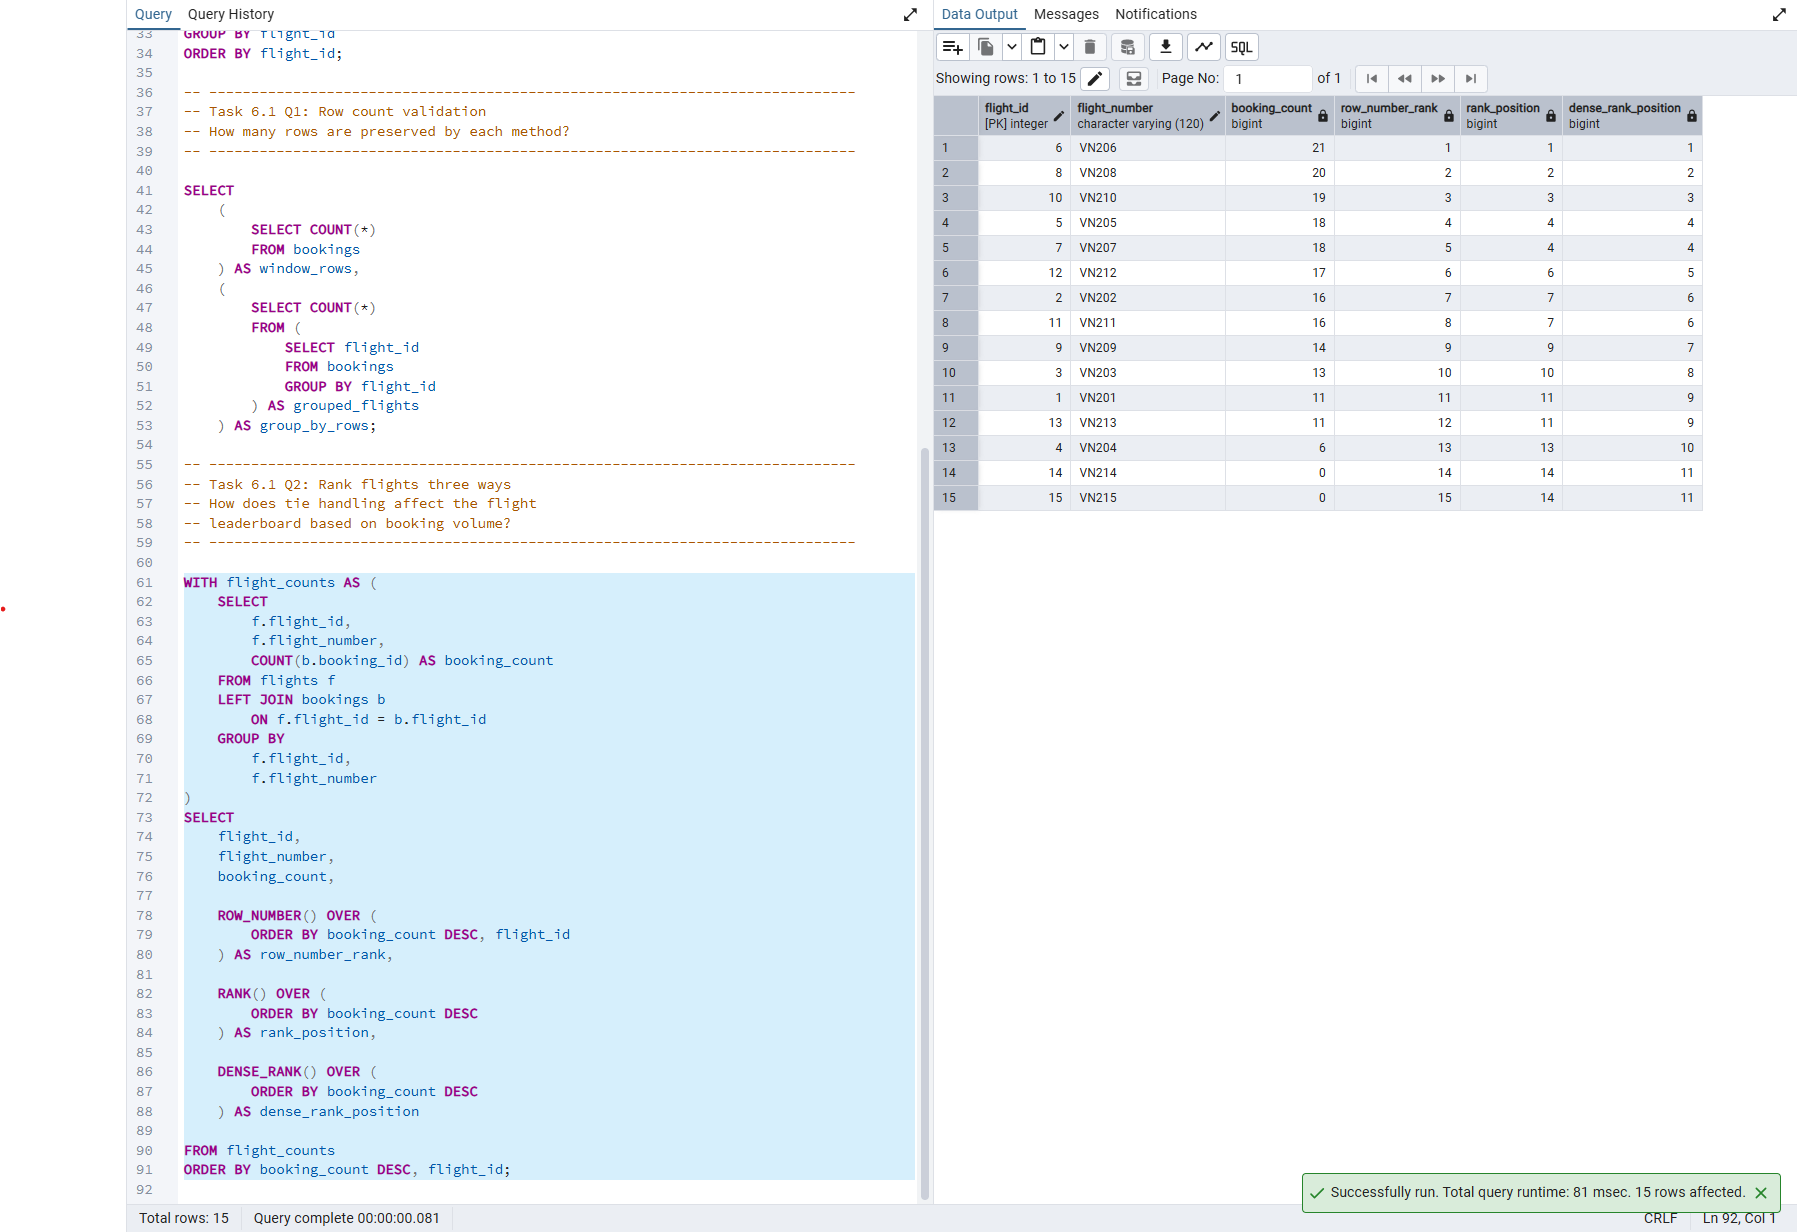 Query Query History
33 GROUP BY flight_id
34 ORDER BY flight_id;
35
36 -- -----------------------------------------------------------------------------
37 -- Task 6.1 Q1: Row count validation
38 -- How many rows are preserved by each method?
39 -- -----------------------------------------------------------------------------
40
41 SELECT
42 (
43 SELECT COUNT(*)
44 FROM bookings
45 ) AS window_rows,
46 (
47 SELECT COUNT(*)
48 FROM (
49 SELECT flight_id
50 FROM bookings
51 GROUP BY flight_id
52 ) AS grouped_flights
53 ) AS group_by_rows;
54
55 -- -----------------------------------------------------------------------------
56 -- Task 6.1 Q2: Rank flights three ways
57 -- How does tie handling affect the flight
58 -- leaderboard based on booking volume?
59 -- -----------------------------------------------------------------------------
60
61 WITH flight_counts AS (
62 SELECT
63 f.flight_id,
64 f.flight_number,
65 COUNT(b.booking_id) AS booking_count
66 FROM flights f
67 LEFT JOIN bookings b
68 ON f.flight_id = b.flight_id
69 GROUP BY
70 f.flight_id,
71 f.flight_number
72 )
73 SELECT
74 flight_id,
75 flight_number,
76 booking_count,
77
78 ROW_NUMBER() OVER (
79 ORDER BY booking_count DESC, flight_id
80 ) AS row_number_rank,
81
82 RANK() OVER (
83 ORDER BY booking_count DESC
84 ) AS rank_position,
85
86 DENSE_RANK() OVER (
87 ORDER BY booking_count DESC
88 ) AS dense_rank_position
89
90 FROM flight_counts
91 ORDER BY booking_count DESC, flight_id;
92
Total rows: 15 Query complete 00:00:00.081
Data Output Messages Notifications
SQL
Showing rows: 1 to 15 Page No: 1 of 1
flight_id flight_number booking_count row_number_rank rank_position dense_rank_position
[PK] integer character varying (120) bigint bigint bigint bigint
1 6 VN206 21 1 1 1
2 8 VN208 20 2 2 2
3 10 VN210 19 3 3 3
4 5 VN205 18 4 4 4
5 7 VN207 18 5 4 4
6 12 VN212 17 6 6 5
7 2 VN202 16 7 7 6
8 11 VN211 16 8 7 6
9 9 VN209 14 9 9 7
10 3 VN203 13 10 10 8
11 1 VN201 11 11 11 9
12 13 VN213 11 12 11 9
13 4 VN204 6 13 13 10
14 14 VN214 0 14 14 11
15 15 VN215 0 15 14 11
Successfully run. Total query runtime: 81 msec. 15 rows affected.
CRLF Ln 92, Col 1